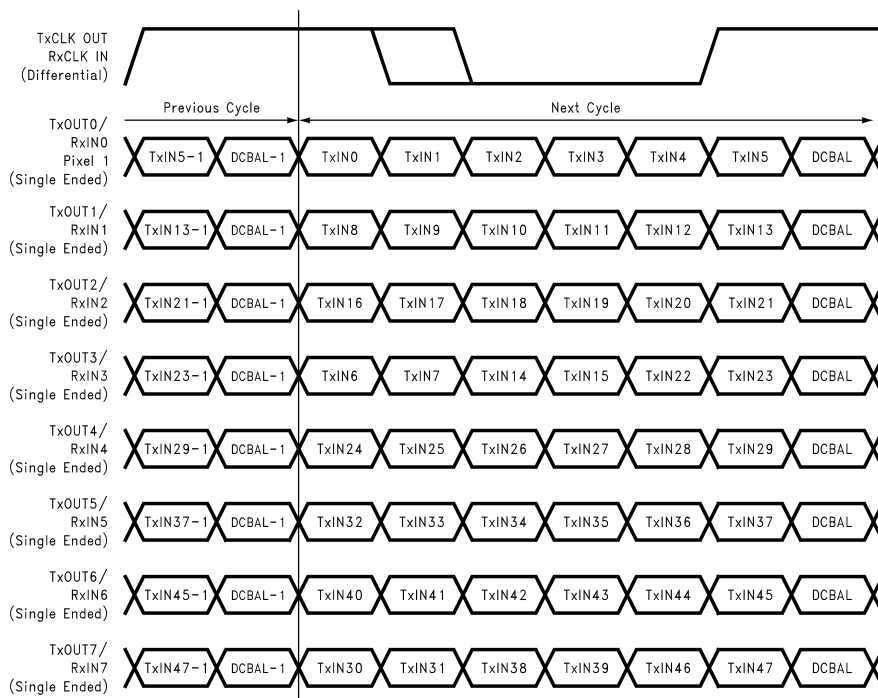 TxCLK OUT
RxCLK IN
(Differential)
Previous Cycle
Next Cycle
TxOUT0/
RxIN0
Pixel 1
(Single Ended)
TxIN5-1 DCBAL-1 TxIN0 TxIN1 TxIN2 TxIN3 TxIN4 TxIN5 DCBAL
TxOUT1/
RxIN1
(Single Ended)
TxIN13-1 DCBAL-1 TxIN8 TxIN9 TxIN10 TxIN11 TxIN12 TxIN13 DCBAL
TxOUT2/
RxIN2
(Single Ended)
TxIN21-1 DCBAL-1 TxIN16 TxIN17 TxIN18 TxIN19 TxIN20 TxIN21 DCBAL
TxOUT3/
RxIN3
(Single Ended)
TxIN23-1 DCBAL-1 TxIN6 TxIN7 TxIN14 TxIN15 TxIN22 TxIN23 DCBAL
TxOUT4/
RxIN4
(Single Ended)
TxIN29-1 DCBAL-1 TxIN24 TxIN25 TxIN26 TxIN27 TxIN28 TxIN29 DCBAL
TxOUT5/
RxIN5
(Single Ended)
TxIN37-1 DCBAL-1 TxIN32 TxIN33 TxIN34 TxIN35 TxIN36 TxIN37 DCBAL
TxOUT6/
RxIN6
(Single Ended)
TxIN45-1 DCBAL-1 TxIN40 TxIN41 TxIN42 TxIN43 TxIN44 TxIN45 DCBAL
TxOUT7/
RxIN7
(Single Ended)
TxIN47-1 DCBAL-1 TxIN30 TxIN31 TxIN38 TxIN39 TxIN46 TxIN47 DCBAL